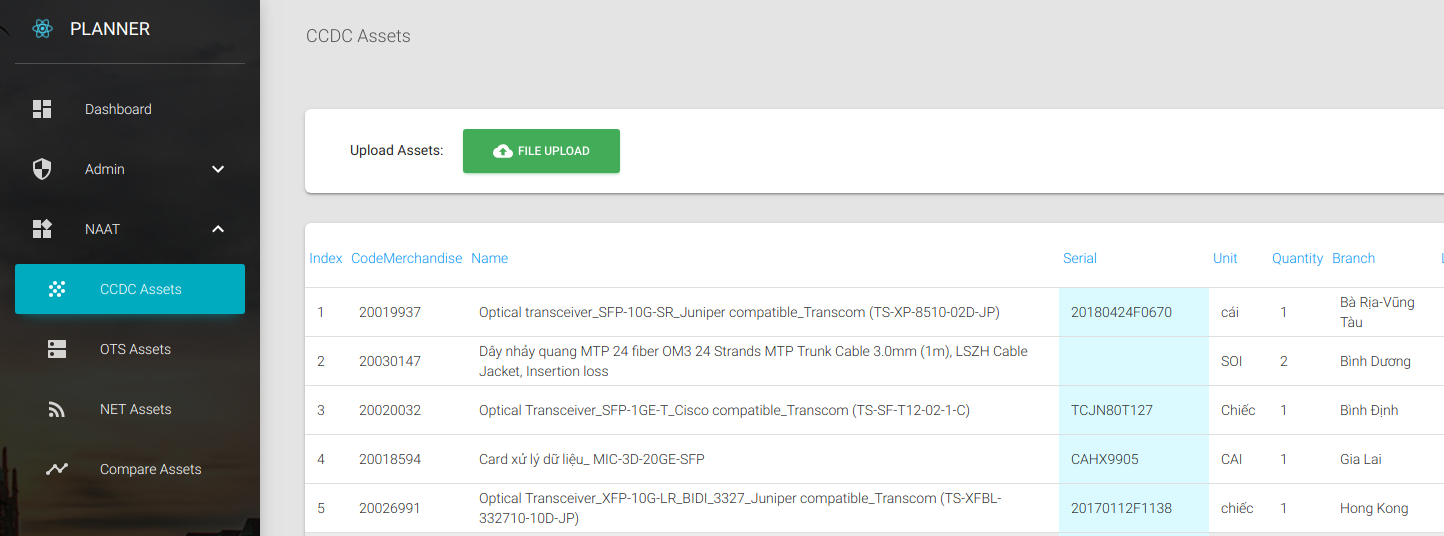 PLANNER
Dashboard
Admin
NAAT
CCDC Assets
OTS Assets
NET Assets
Compare Assets
CCDC Assets
Upload Assets: FILE UPLOAD
Index CodeMerchandise Name Serial Unit Quantity Branch
1 20019937 Optical transceiver_SFP-10G-SR_Juniper compatible_Transcom (TS-XP-8510-02D-JP) 20180424F0670 cái 1 Bà Rịa-Vũng
Tàu
2 20030147 Dây nhảy quang MTP 24 fiber OM3 24 Strands MTP Trunk Cable 3.0mm (1m), LSZH Cable SOI 2 Bình Dương
Jacket, Insertion loss
3 20020032 Optical Transceiver_SFP-1GE-T_Cisco compatible_Transcom (TS-SF-T12-02-1-C) TCJN80T127 Chiếc 1 Bình Định
4 20018594 Card xử lý dữ liệu_ MIC-3D-20GE-SFP CAHX9905 CAI 1 Gia Lai
5 20026991 Optical Transceiver_XFP-10G-LR_BIDI_3327_Juniper compatible_Transcom (TS-XFBL- 20170112F1138 chiếc 1 Hong Kong
332710-10D-JP)